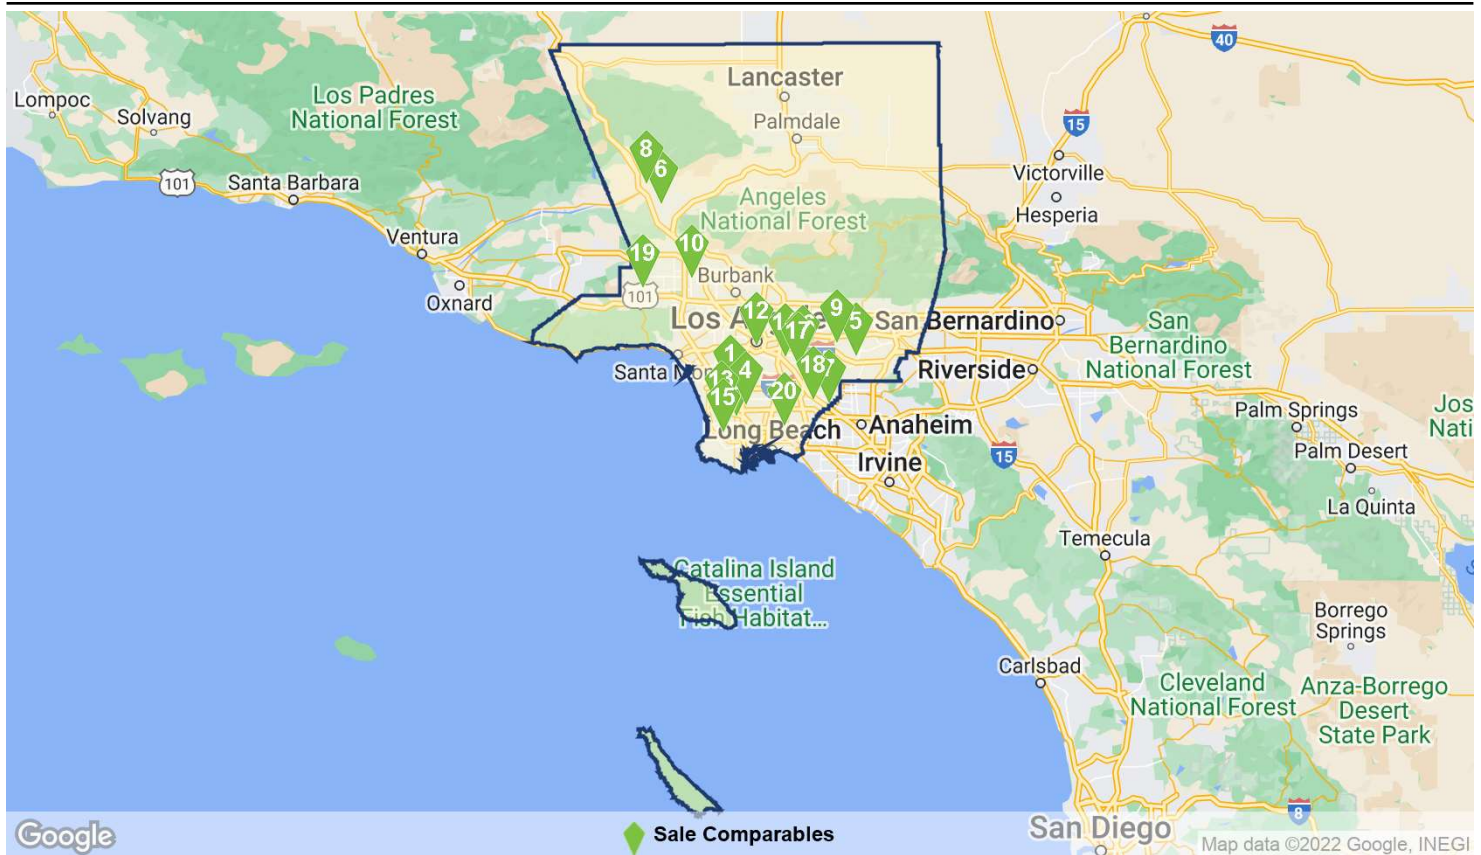 40
Lancaster
Lompoc
Los Padres
National Forest
Solvang
Palmdale
15
8
6
Victorville
101
Santa Barbara
Angeles
National Forest
Hesperia
Ventura
10
19
Burbank
101
Oxnard
12
9
5
17
San Bernardino
San
Bernardino
National Forest
1
18
Riverside
4
13
15
20
Long Beach
Anaheim
Palm Springs
Irvine
15
Palm Desert
La Quinta
Temecula
Catalina Island
Essential
Fish Habitat...
Borrego
Springs
Carlsbad
Cleveland
National Forest
Anza-Borrego
Desert
State Park
8
San Diego
Google
Sale Comparables
Map data ©2022 Google, INEGI